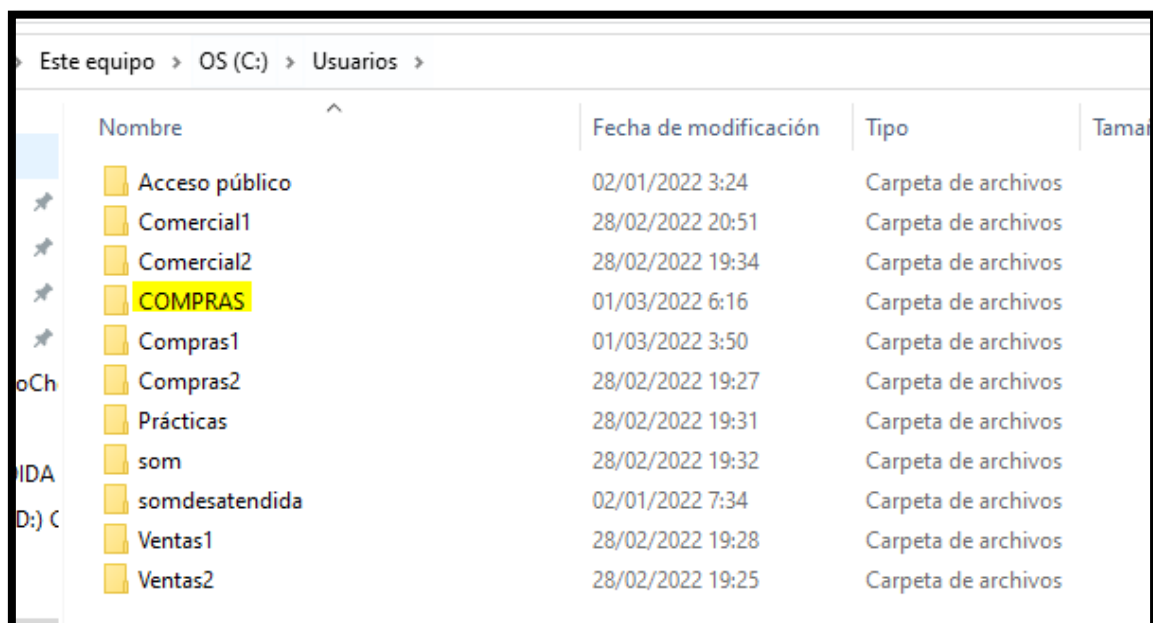 Este equipo > OS (C:) > Usuarios >
Nombre Fecha de modificación Tipo Tamañ
Acceso público 02/01/2022 3:24 Carpeta de archivos
Comercial1 28/02/2022 20:51 Carpeta de archivos
Comercial2 28/02/2022 19:34 Carpeta de archivos
COMPRAS 01/03/2022 6:16 Carpeta de archivos
Compras1 01/03/2022 3:50 Carpeta de archivos
oCh Compras2 28/02/2022 19:27 Carpeta de archivos
Prácticas 28/02/2022 19:31 Carpeta de archivos
IDA som 28/02/2022 19:32 Carpeta de archivos
D:) C somdesatendida 02/01/2022 7:34 Carpeta de archivos
Ventas1 28/02/2022 19:28 Carpeta de archivos
Ventas2 28/02/2022 19:25 Carpeta de archivos